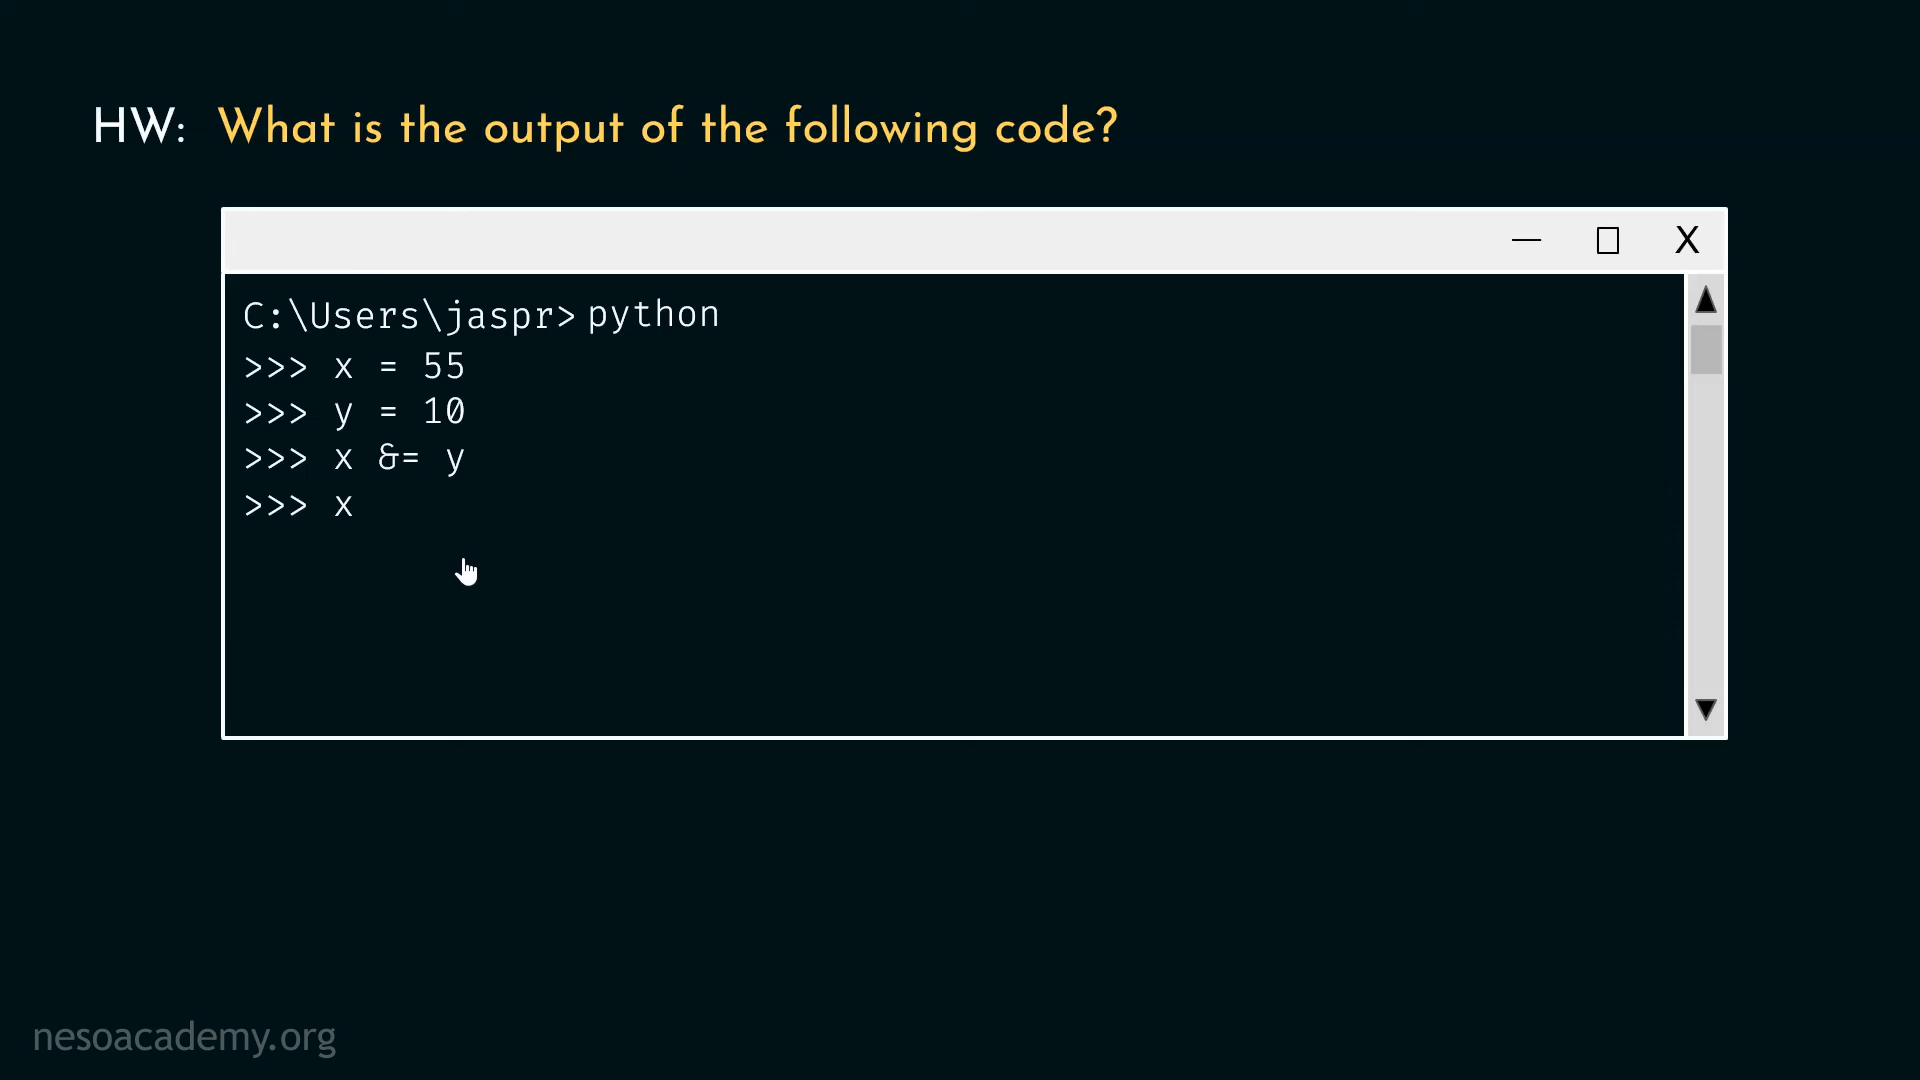 HW: What is the output of the following code?
X
C:\Users\jaspr> python
>>> x = 55
>>> y = 10
>>> x &= y
>>> x
nesoacademy.org